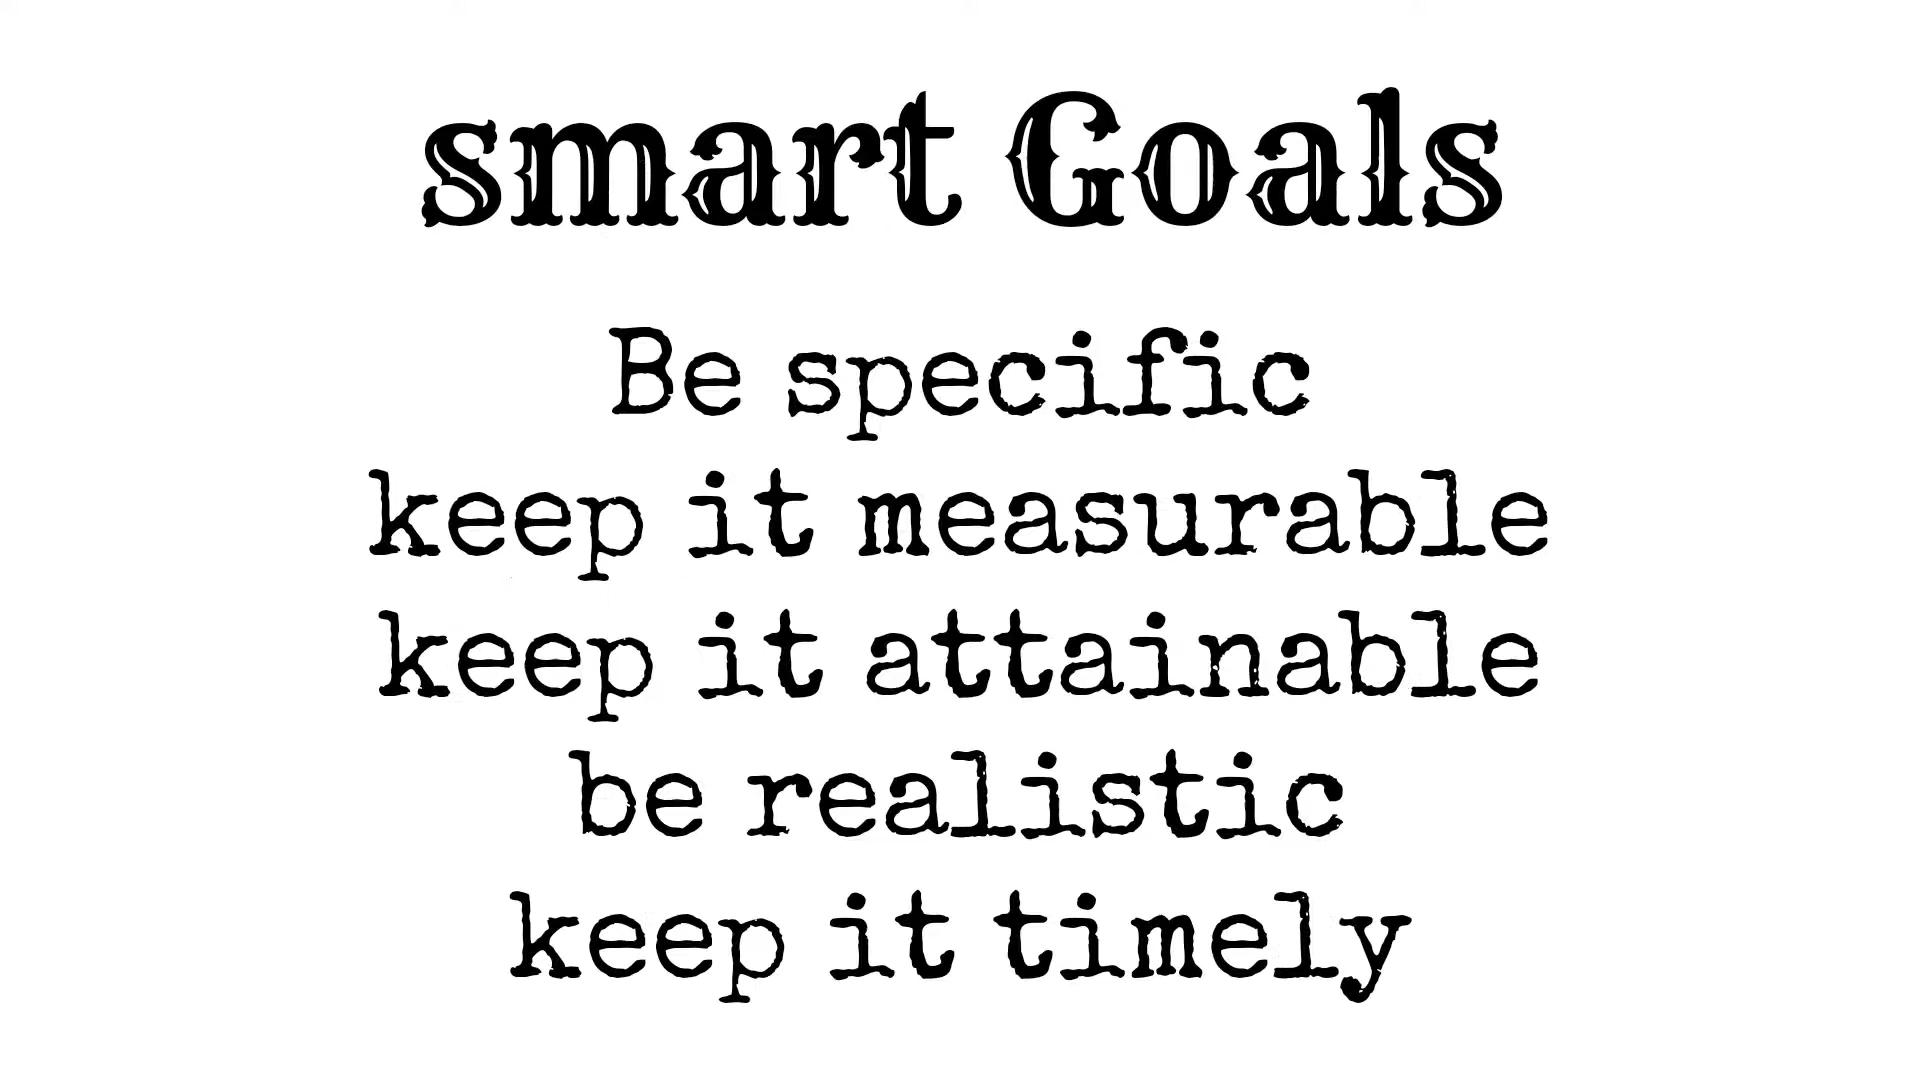 smart Goals
Be specific
keep it measurable
keep it attainable
be realistic
keep it timely